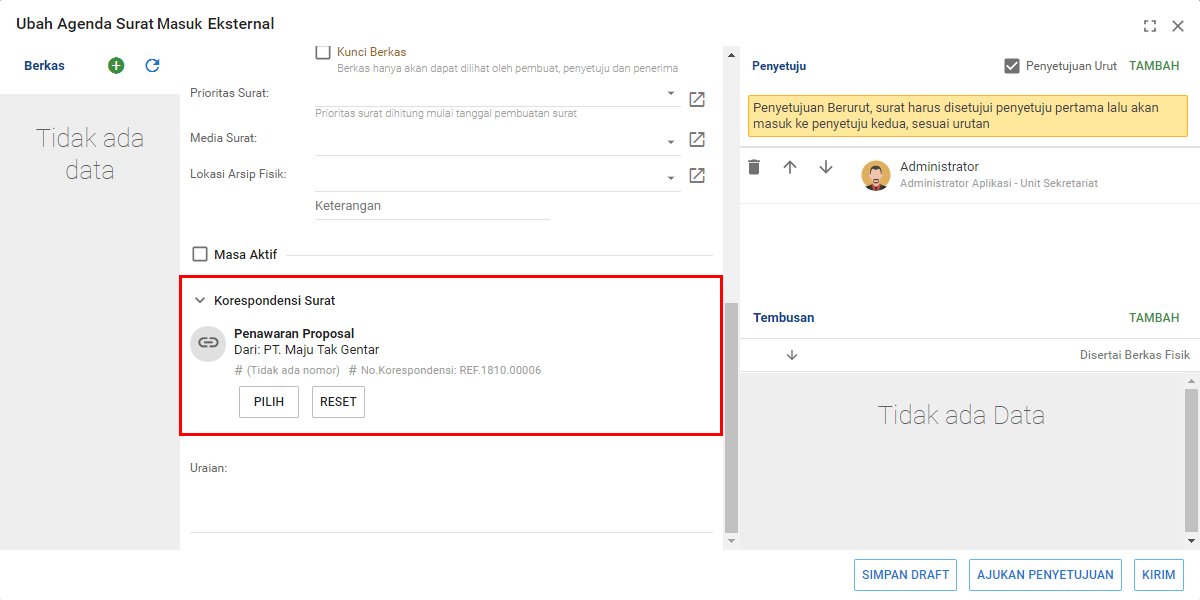 Ubah Agenda Surat Masuk Eksternal
Berkas
Tidak ada
data
Kunci Berkas
Berkas hanya akan dapat dilihat oleh pembuat, penyetuju dan penerima
Prioritas Surat:
Prioritas surat dihitung mulai tanggal pembuatan surat
Media Surat:
Lokasi Arsip Fisik:
Keterangan
Masa Aktif
Korespondensi Surat
Penawaran Proposal
Dari: PT. Maju Tak Gentar
# (Tidak ada nomor) # No.Korespondensi: REF.1810.00006
PILIH RESET
Uraian:
Penyetuju Penyetujuan Urut TAMBAH
Penyetujuan Berurut, surat harus disetujui penyetuju pertama lalu akan
masuk ke penyetuju kedua, sesuai urutan
Administrator
Administrator Aplikasi - Unit Sekretariat
Tembusan TAMBAH
Disertai Berkas Fisik
Tidak ada Data
SIMPAN DRAFT AJUKAN PENYETUJUAN KIRIM